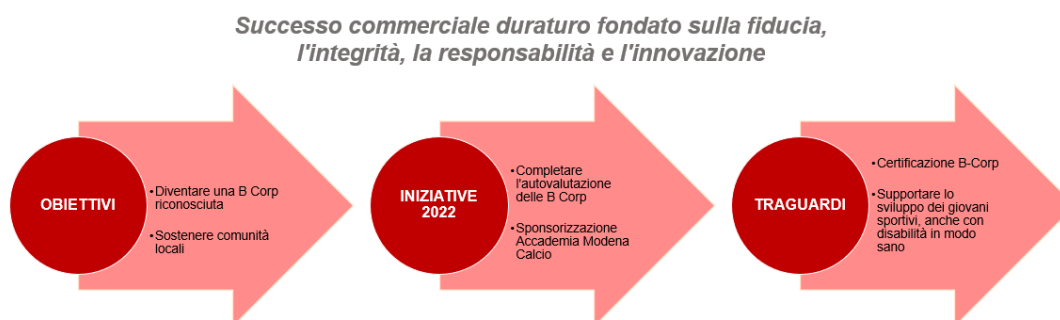 Successo commerciale duraturo fondato sulla fiducia,
l'integrità, la responsabilità e l'innovazione
OBIETTIVI
•Diventare una B Corp
riconosciuta
•Sostenere comunità
locali
INIZIATIVE
2022
•Completare
l'autovalutazione
delle B Corp
•Sponsorizzazione
Accademia Modena
Calcio
TRAGUARDI
•Certificazione B-Corp
•Supportare lo
sviluppo dei giovani
sportivi, anche con
disabilità in modo
sano